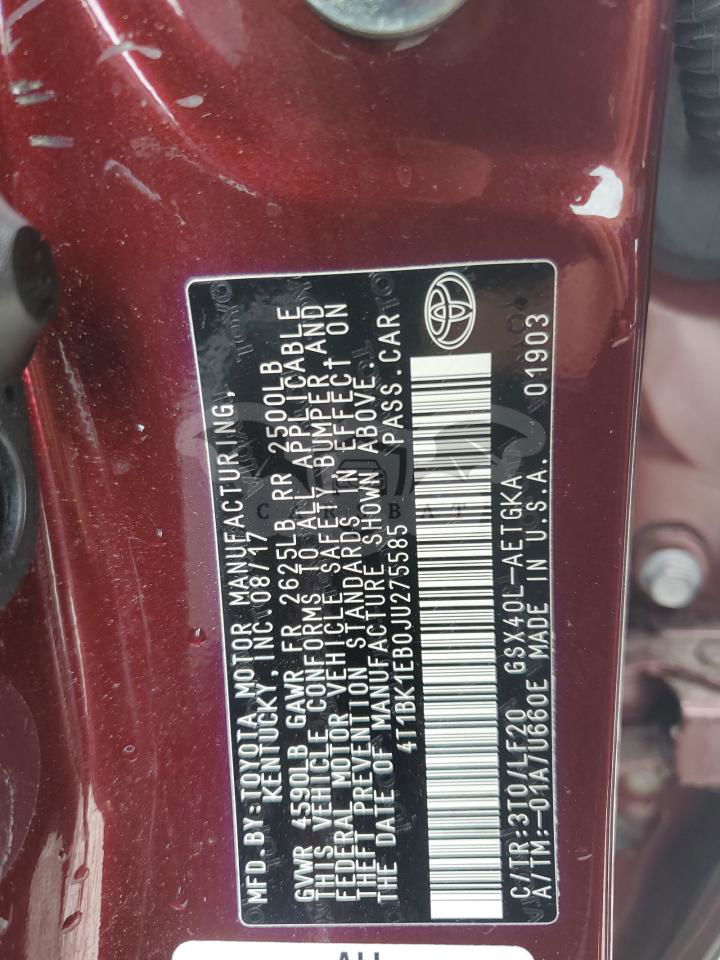 MFD.BY:TOYOTA MOTOR MANUFACTURING,
KENTUCKY,INC.08/17
GVWR 4590LB GAWR FR 2625LB RR 2500LB
THIS VEHICLE CONFORMS TO ALL APPLICABLE
FEDERAL MOTOR VEHICLE SAFETY, BUMPER,AND
THEFT PREVENTION STANDARDS IN EFFECT ON
THE DATE OF MANUFACTURE SHOWN ABOVE.
4T1BK1EB0JU275585 PASS.CAR
C/TR:3T0/LF20 GSX40L-AETGKA
A/TM:-01A/U660E MADE IN U.S.A. 01903